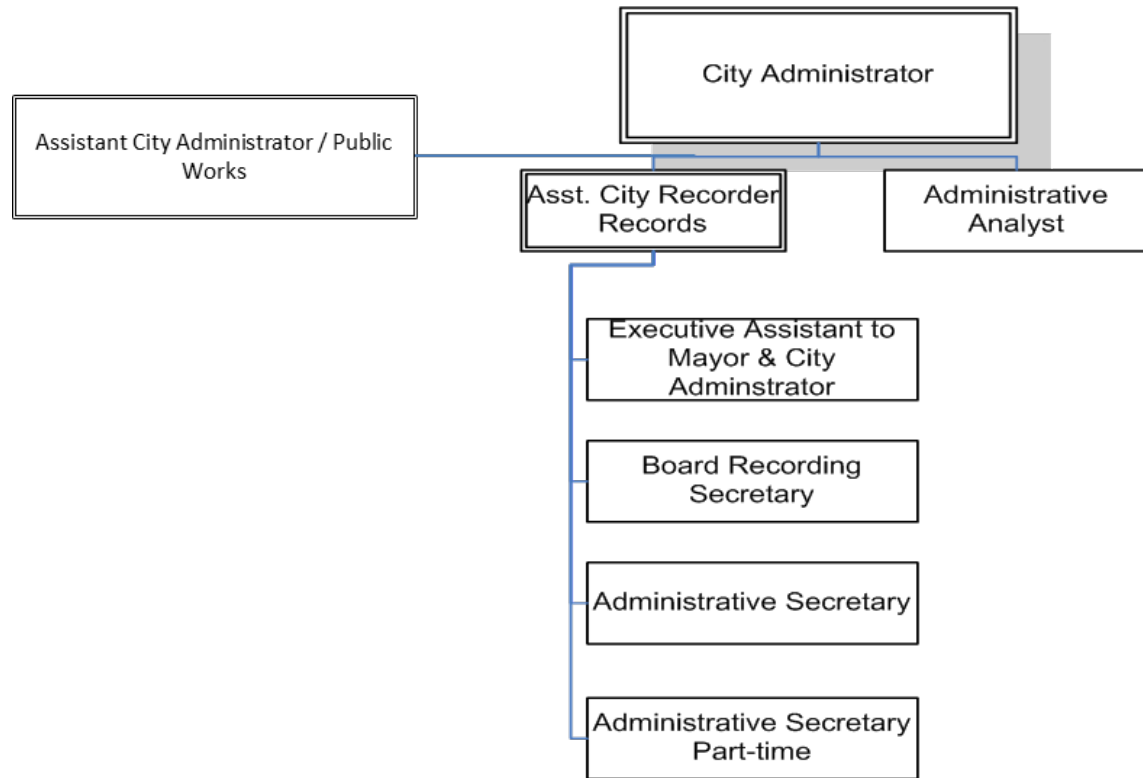 City Administrator
Assistant City Administrator / Public
Works
Asst. City Recorder
Records
Administrative
Analyst
Executive Assistant to
Mayor & City
Adminstrator
Board Recording
Secretary
Administrative Secretary
Administrative Secretary
Part-time